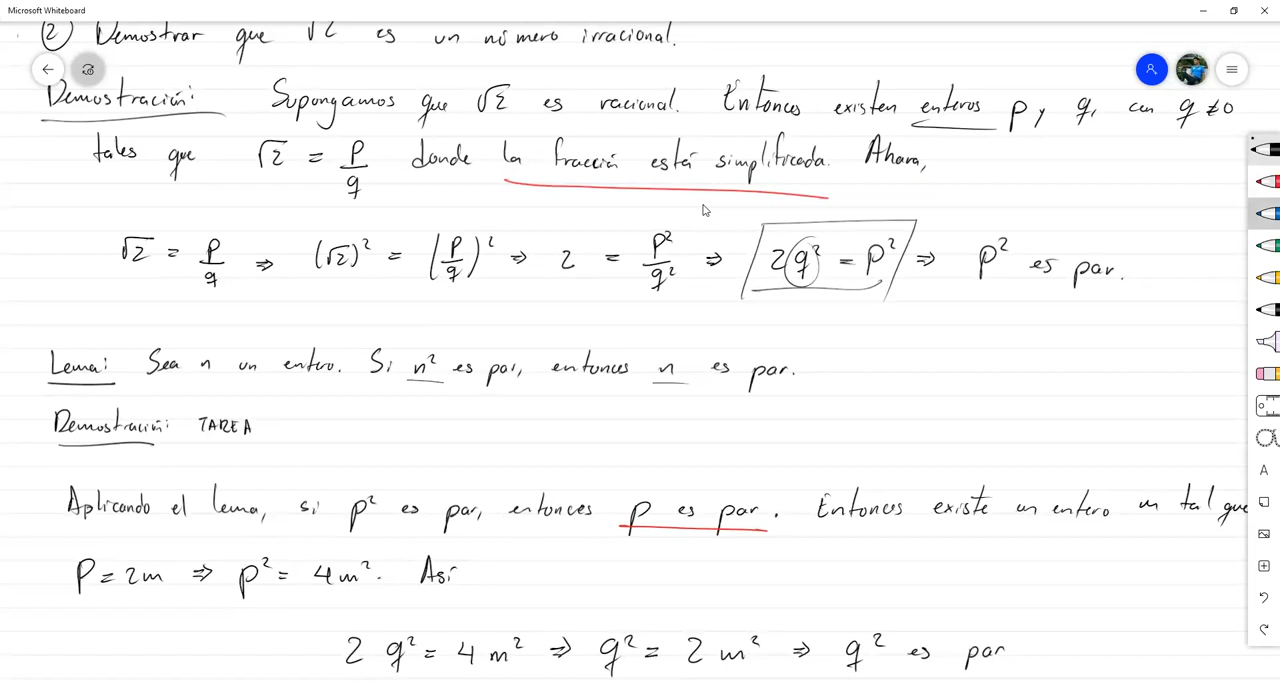 Microsoft Whiteboard
② Demostrar que √2 es un número irracional.
Demostración: Supongamos que √2 es racional. Entonces existen enteros p y q, con q ≠ 0
tales que √2 = p/q donde la fracción está simplificada. Ahora,
√2 = p/q ⇒ (√2)² = (p/q)² ⇒ 2 = p²/q² ⇒ 2q² = p² ⇒ p² es par.
Lema: Sea n un entero. Si n² es par, entonces n es par.
Demostración: TAREA
Aplicando el lema, si p² es par, entonces p es par. Entonces existe un entero m tal que
p = 2m ⇒ p² = 4m². Así
2q² = 4m² ⇒ q² = 2m² ⇒ q² es par